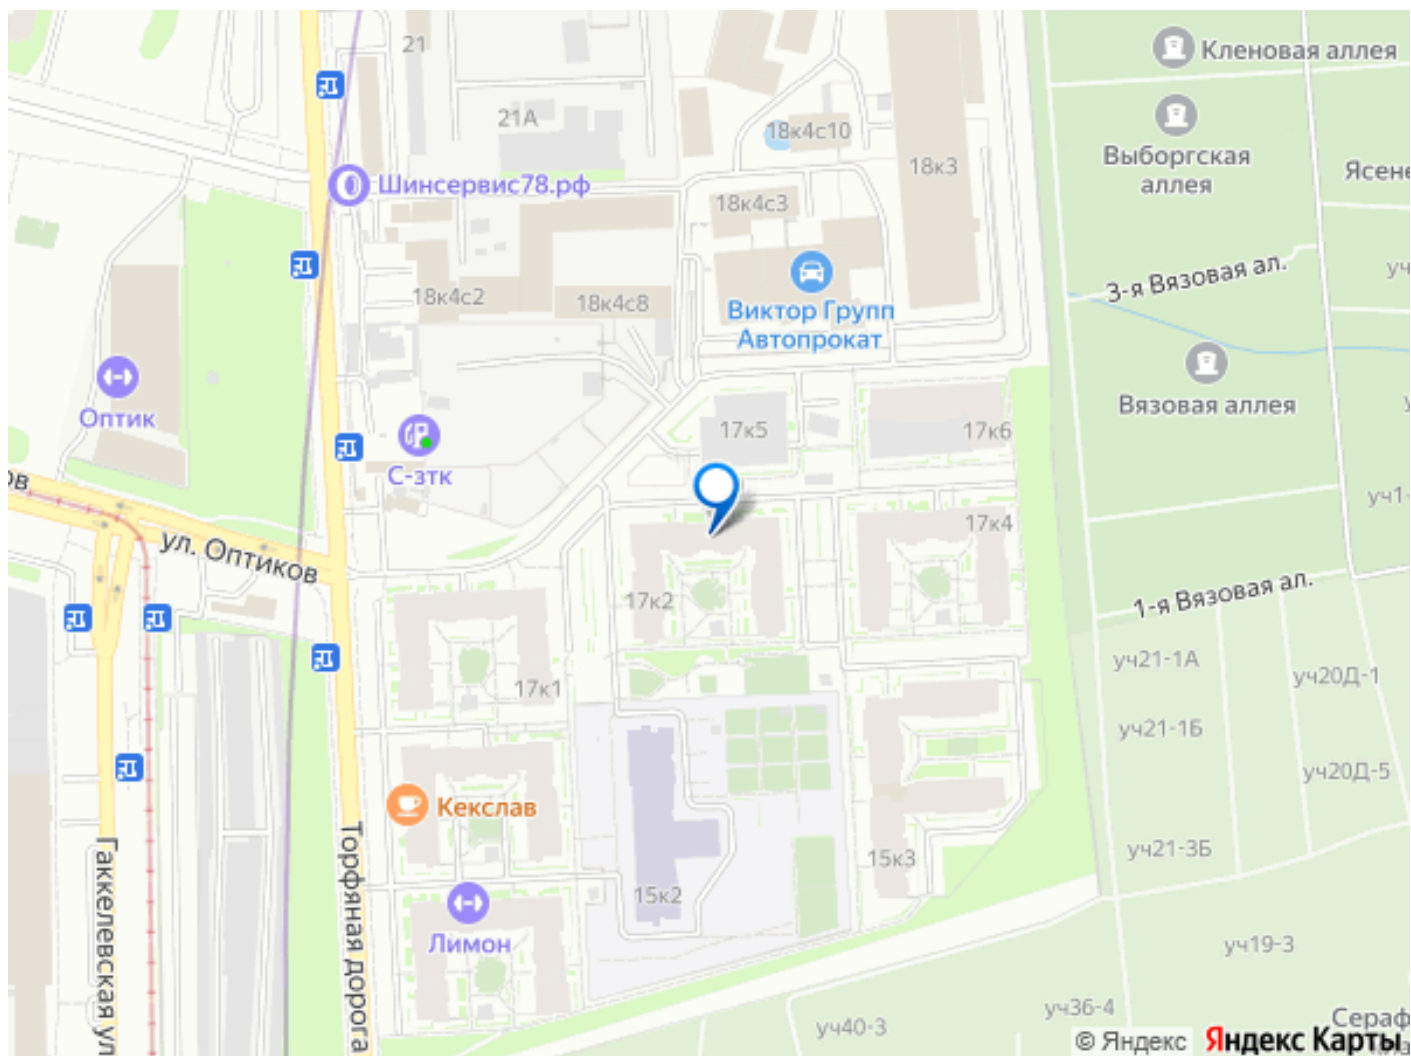 21
Кленовая аллея
21А
18к4с10
Выборгская
аллея
18к3
Шинсервис78.рф
18к4с3
3-я Вязовая ал.
18к4с2
18к4с8
Виктор Групп
Автопрокат
Оптик
Вязовая аллея
17к5
17к6
С-зтк
ул. Оптиков
17к4
17к2
1-я Вязовая ал.
уч21-1А
уч20Д-1
17к1
уч21-1Б
уч20Д-5
Кекслав
Торфяная дорога
Гаккелевская ул
15к3
уч21-3Б
15к2
Лимон
уч19-3
уч36-4
уч40-3
Сераф
© Яндекс Яндекс Карты